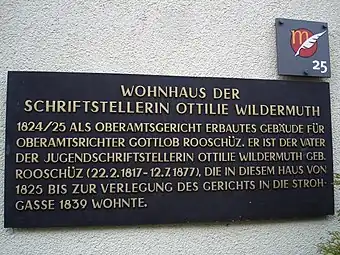 m
25
WOHNHAUS DER
SCHRIFTSTELLERIN OTTILIE WILDERMUTH
1824/25 ALS OBERAMTSGERICHT ERBAUTES GEBÄUDE FÜR
OBERAMTSRICHTER GOTTLOB ROOSCHÜZ. ER IST DER VATER
DER JUGENDSCHRIFTSTELLERIN OTTILIE WILDERMUTH GEB.
ROOSCHÜZ (22.2.1817-12.7.1877), DIE IN DIESEM HAUS VON
1825 BIS ZUR VERLEGUNG DES GERICHTS IN DIE STROH-
GASSE 1839 WOHNTE.